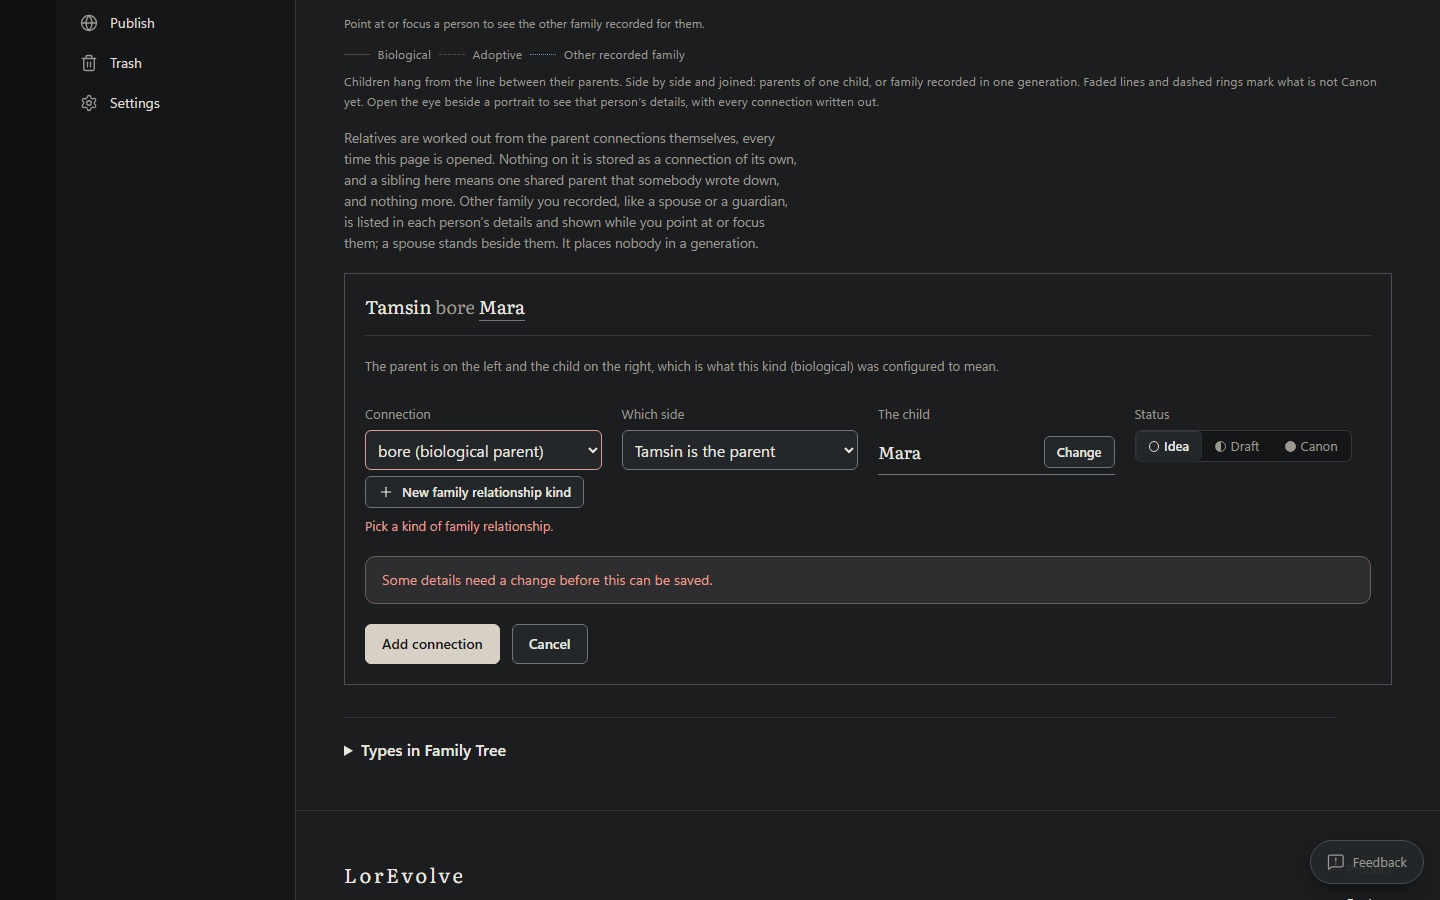 Publish
Trash
Settings
Point at or focus a person to see the other family recorded for them.
Biological Adoptive Other recorded family
Children hang from the line between their parents. Side by side and joined: parents of one child, or family recorded in one generation. Faded lines and dashed rings mark what is not Canon
yet. Open the eye beside a portrait to see that person's details, with every connection written out.
Relatives are worked out from the parent connections themselves, every
time this page is opened. Nothing on it is stored as a connection of its own,
and a sibling here means one shared parent that somebody wrote down,
and nothing more. Other family you recorded, like a spouse or a guardian,
is listed in each person's details and shown while you point at or focus
them; a spouse stands beside them. It places nobody in a generation.
Tamsin bore Mara
The parent is on the left and the child on the right, which is what this kind (biological) was configured to mean.
Connection Which side The child Status
bore (biological parent) Tamsin is the parent Mara Change Idea Draft Canon
New family relationship kind
Pick a kind of family relationship.
Some details need a change before this can be saved.
Add connection Cancel
Types in Family Tree
LorEvolve
Feedback